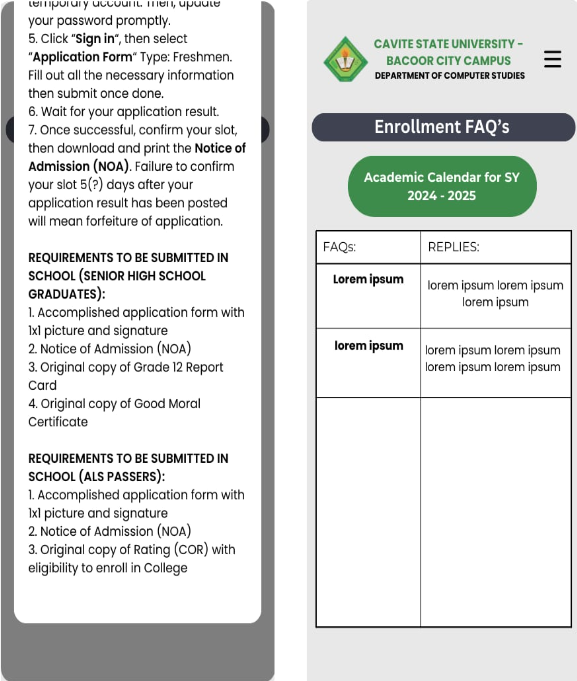 temporary account. Then, update
your password promptly.
5. Click “Sign in“, then select
“Application Form“ Type: Freshmen.
Fill out all the necessary information
then submit once done.
6. Wait for your application result.
7. Once successful, confirm your slot,
then download and print the Notice of
Admission (NOA). Failure to confirm
your slot 5(?) days after your
application result has been posted
will mean forfeiture of application.
REQUIREMENTS TO BE SUBMITTED IN
SCHOOL (SENIOR HIGH SCHOOL
GRADUATES):
1. Accomplished application form with
1x1 picture and signature
2. Notice of Admission (NOA)
3. Original copy of Grade 12 Report
Card
4. Original copy of Good Moral
Certificate
REQUIREMENTS TO BE SUBMITTED IN
SCHOOL (ALS PASSERS):
1. Accomplished application form with
1x1 picture and signature
2. Notice of Admission (NOA)
3. Original copy of Rating (COR) with
eligibility to enroll in College
CAVITE STATE UNIVERSITY -
BACOOR CITY CAMPUS
DEPARTMENT OF COMPUTER STUDIES
Enrollment FAQ’s
Academic Calendar for SY
2024 - 2025
FAQs:
REPLIES:
Lorem ipsum
lorem ipsum lorem ipsum
lorem ipsum
lorem ipsum
lorem ipsum lorem ipsum
lorem ipsum lorem ipsum